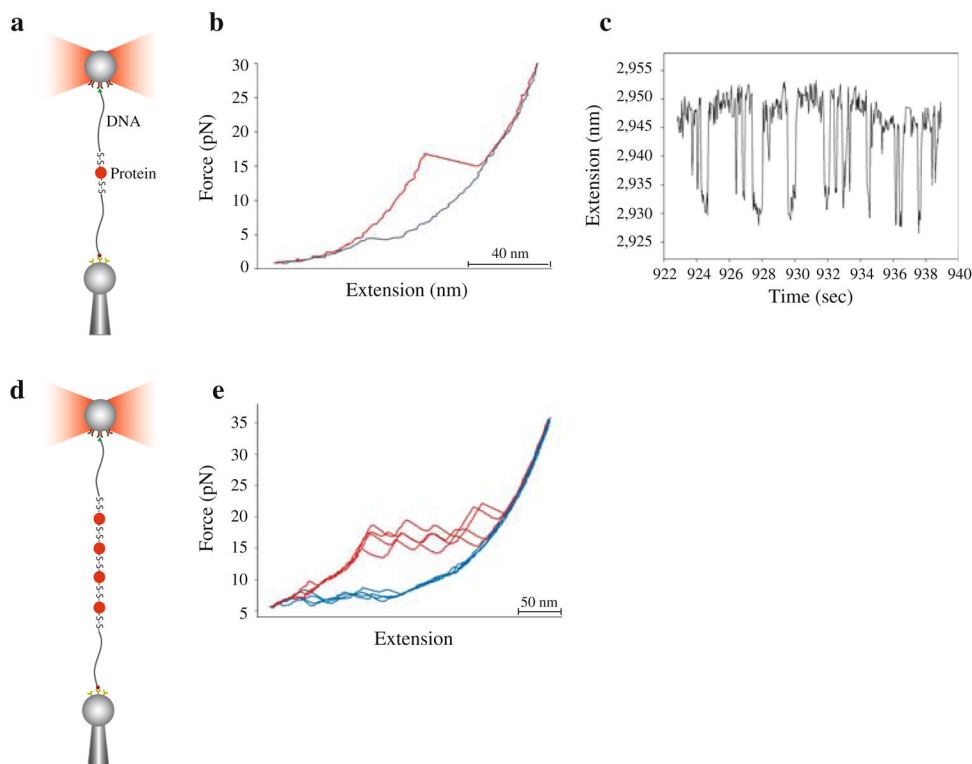 a
DNA
S-S
Protein
S-S
b
Force (pN)
30
25
20
15
10
5
0
40 nm
Extension (nm)
c
Extension (nm)
2,955
2,950
2,945
2,940
2,935
2,930
2,925
922 924 926 928 930 932 934 936 938 940
Time (sec)
d
S-S
S-S
S-S
S-S
S-S
e
Force (pN)
35
30
25
20
15
10
5
50 nm
Extension